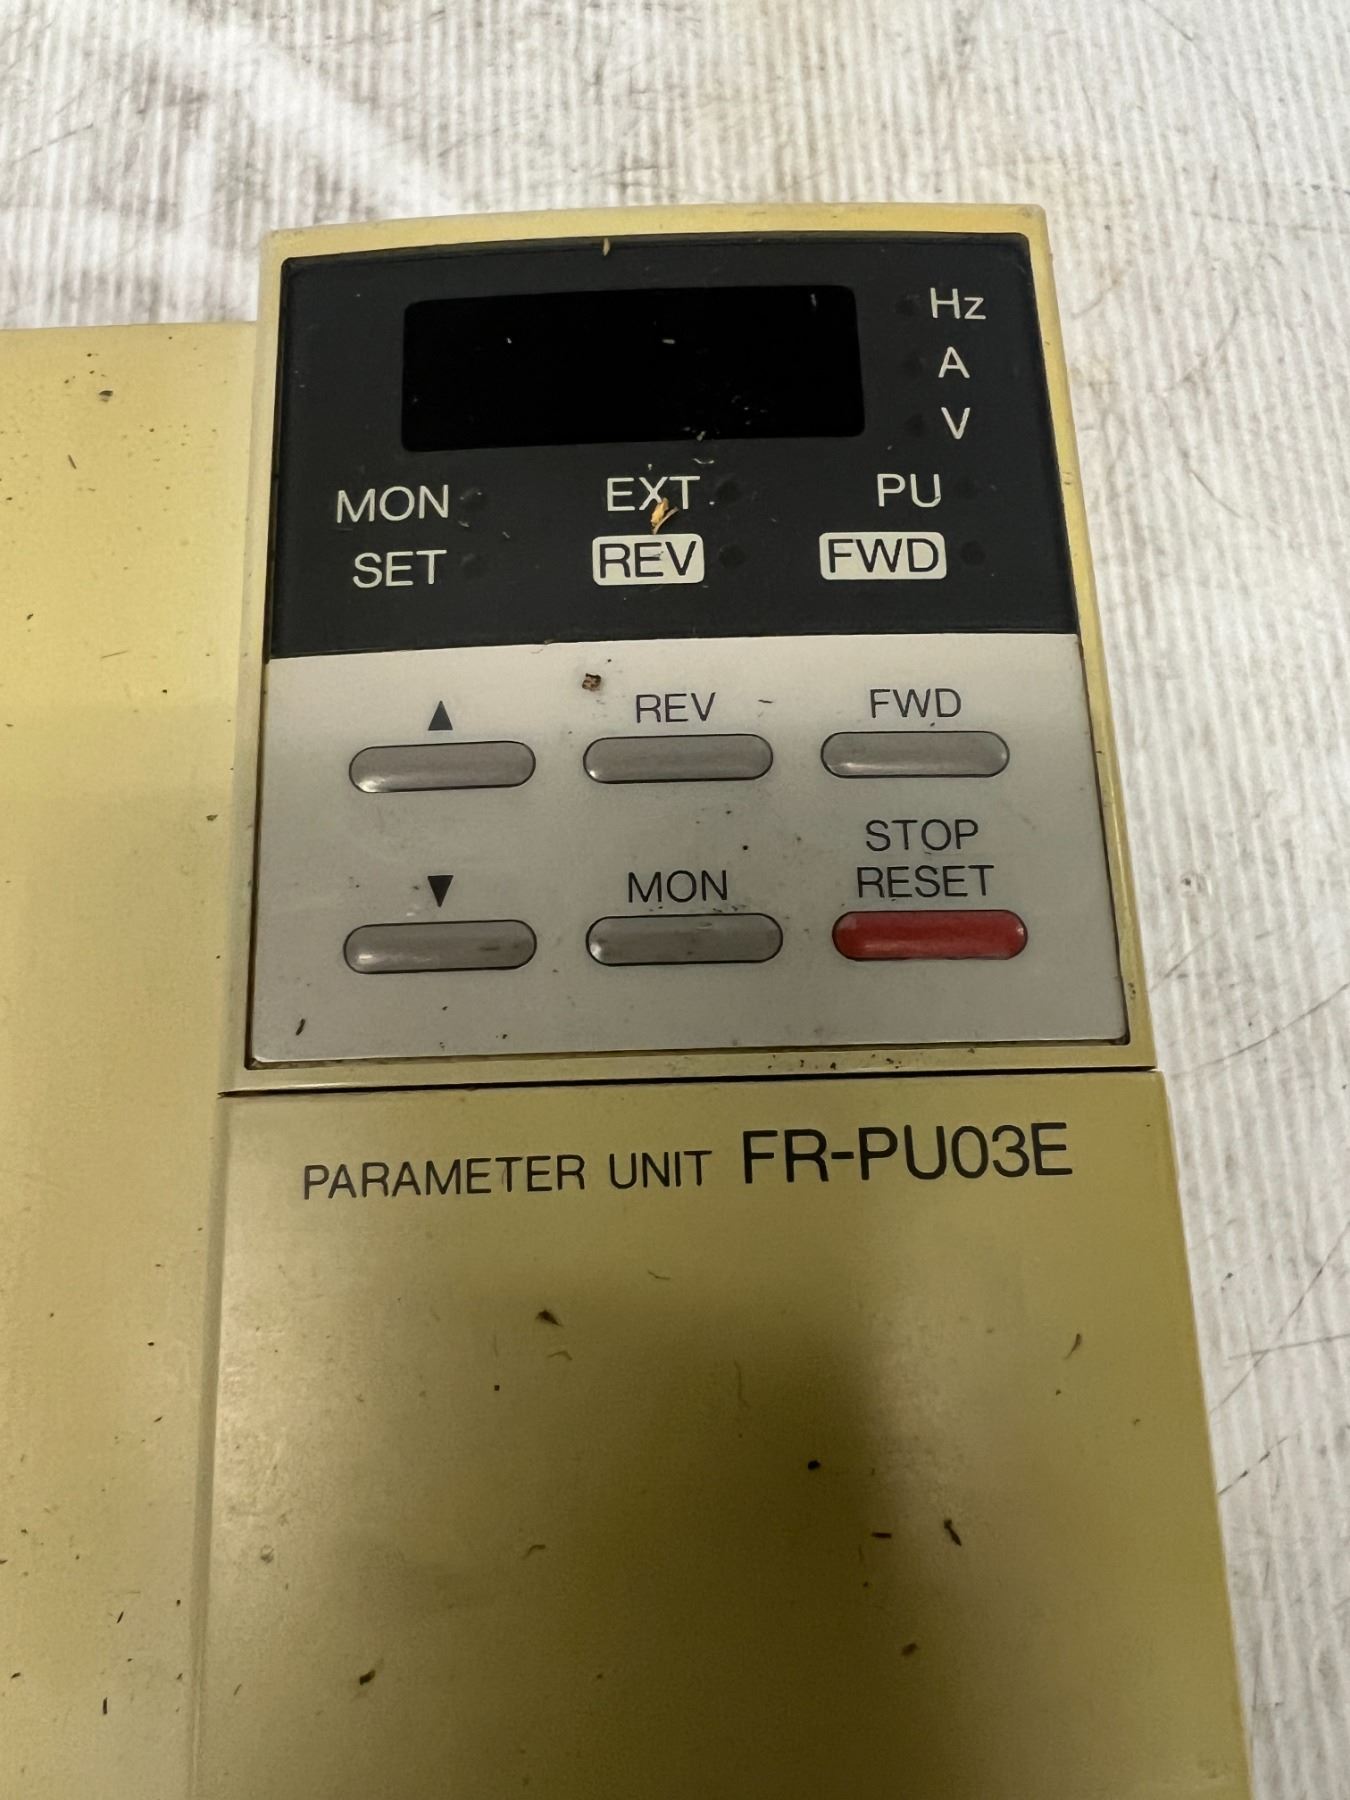 Hz
A
V
MON EXT PU
SET REV FWD
▲ REV FWD
STOP
▼ MON RESET
PARAMETER UNIT FR-PU03E